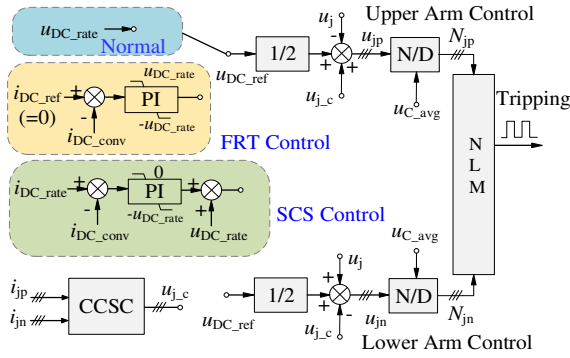 u_DC_rate
Normal
u_DC_ref
1/2
u_j
-
+
+
u_j_c
u_jp
Upper Arm Control
N/D
N_jp
u_C_avg
i_DC_ref
(=0)
+
-
i_DC_conv
u_DC_rate
PI
-u_DC_rate
FRT Control
NLM
Tripping
i_DC_rate
+
-
i_DC_conv
0
PI
-u_DC_rate
+
+
u_DC_rate
SCS Control
i_jp
i_jn
CCSC
u_j_c
u_DC_ref
1/2
u_j
+
+
-
u_j_c
u_jn
u_C_avg
N/D
N_jn
Lower Arm Control